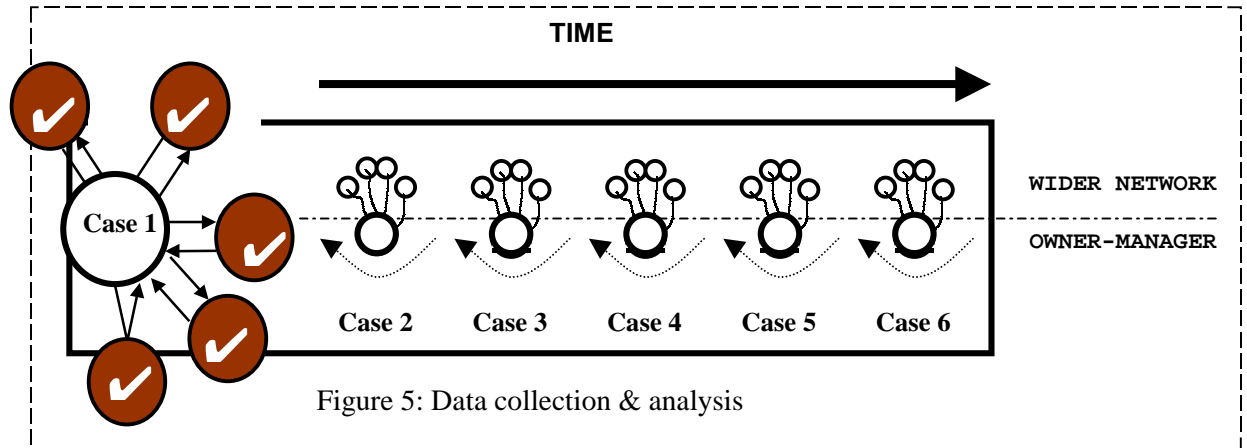 TIME
WIDER NETWORK
Case 1
OWNER-MANAGER
Case 2 Case 3 Case 4 Case 5 Case 6
Figure 5: Data collection & analysis